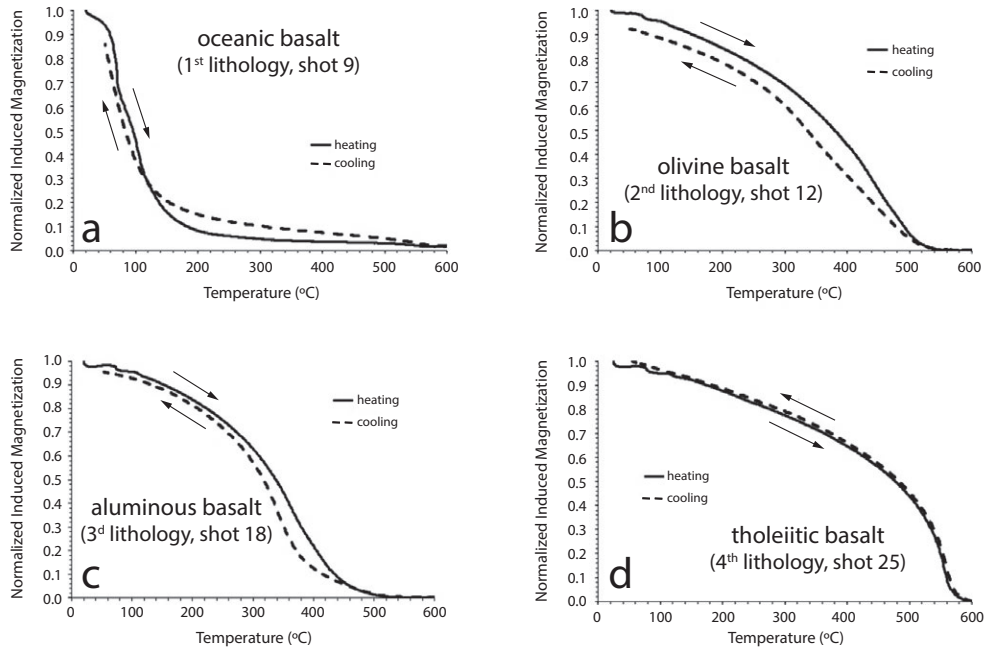 1.0
0.9
0.8
0.7
0.6
0.5
0.4
0.3
0.2
0.1
0.0
Normalized Induced Magnetization
oceanic basalt
(1st lithology, shot 9)
heating
cooling
a
0 100 200 300 400 500 600
Temperature (ºC)
1.0
0.9
0.8
0.7
0.6
0.5
0.4
0.3
0.2
0.1
0.0
Normalized Induced Magnetization
heating
cooling
olivine basalt
(2nd lithology, shot 12)
b
0 100 200 300 400 500 600
Temperature (ºC)
1.0
0.9
0.8
0.7
0.6
0.5
0.4
0.3
0.2
0.1
0.0
Normalized Induced Magnetization
heating
cooling
aluminous basalt
(3d lithology, shot 18)
c
0 100 200 300 400 500 600
Temperature (ºC)
1.0
0.9
0.8
0.7
0.6
0.5
0.4
0.3
0.2
0.1
0.0
Normalized Induced Magnetization
heating
cooling
tholeiitic basalt
(4th lithology, shot 25)
d
0 100 200 300 400 500 600
Temperature (ºC)